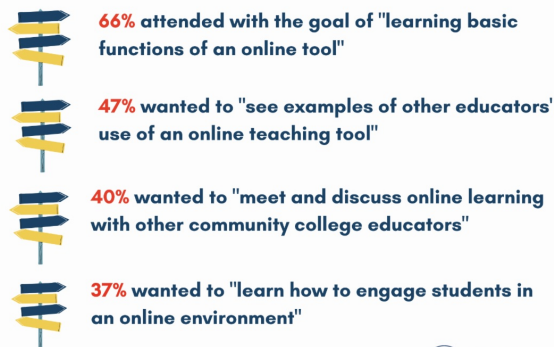 66% attended with the goal of "learning basic
functions of an online tool"
47% wanted to "see examples of other educators'
use of an online teaching tool"
40% wanted to "meet and discuss online learning
with other community college educators"
37% wanted to "learn how to engage students in
an online environment"